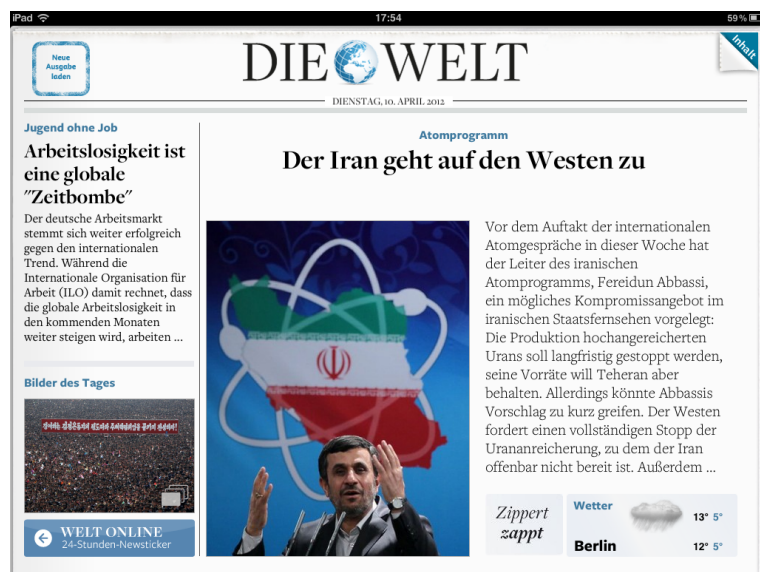 iPad
17:54
59 %
Neue
Ausgabe
laden
DIE WELT
Inhalt
DIENSTAG, 10. APRIL 2012
Jugend ohne Job
Arbeitslosigkeit ist
eine globale
"Zeitbombe"
Der deutsche Arbeitsmarkt
stemmt sich weiter erfolgreich
gegen den internationalen
Trend. Während die
Internationale Organisation für
Arbeit (ILO) damit rechnet, dass
die globale Arbeitslosigkeit in
den kommenden Monaten
weiter steigen wird, arbeiten ...
Bilder des Tages
WELT ONLINE
24-Stunden-Newsticker
Atomprogramm
Der Iran geht auf den Westen zu
Vor dem Auftakt der internationalen
Atomgespräche in dieser Woche hat
der Leiter des iranischen
Atomprogramms, Fereidun Abbassi,
ein mögliches Kompromissangebot im
iranischen Staatsfernsehen vorgelegt:
Die Produktion hochangereicherten
Urans soll langfristig gestoppt werden,
seine Vorräte will Teheran aber
behalten. Allerdings könnte Abbassis
Vorschlag zu kurz greifen. Der Westen
fordert einen vollständigen Stopp der
Urananreicherung, zu dem der Iran
offenbar nicht bereit ist. Außerdem ...
Zippert
zappt
Wetter
13° 5°
Berlin
12° 5°